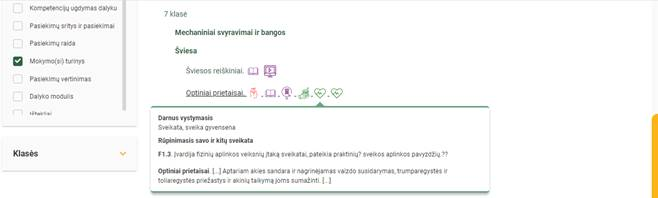 Kompetencijų ugdymas dalyku
Pasiekimų sritys ir pasiekimai
Pasiekimų raida
Mokymo(si) turinys
Pasiekimų vertinimas
Dalyko modulis
Klasės
7 klasė
Mechaniniai svyravimai ir bangos
Šviesa
Šviesos reiškiniai.
Optiniai prietaisai.
Darnus vystymasis
Sveikata, sveika gyvensena
Rūpinimasis savo ir kitų sveikata
F1.3. Įvardija fizinių aplinkos veiksnių įtaką sveikatai, pateikia praktinių? sveikos aplinkos pavyzdžių.??
Optiniai prietaisai. [...] Aptariam akies sandara ir nagrinėjamas vaizdo susidarymas, trumparegystės ir
toliaregystės priežastys ir akinių taikymą joms sumažinti. [...]